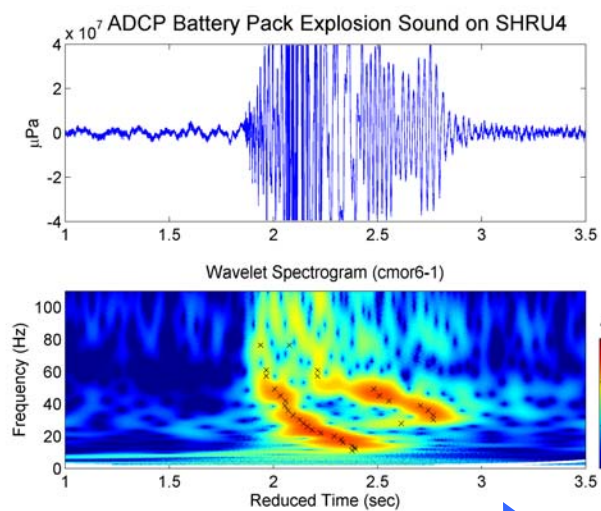 ADCP Battery Pack Explosion Sound on SHRU4
x 10⁷
4
2
0
-2
-4
μPa
1 1.5 2 2.5 3 3.5
Wavelet Spectrogram (cmor6-1)
100
80
60
40
20
0
Frequency (Hz)
1 1.5 2 2.5 3 3.5
Reduced Time (sec)